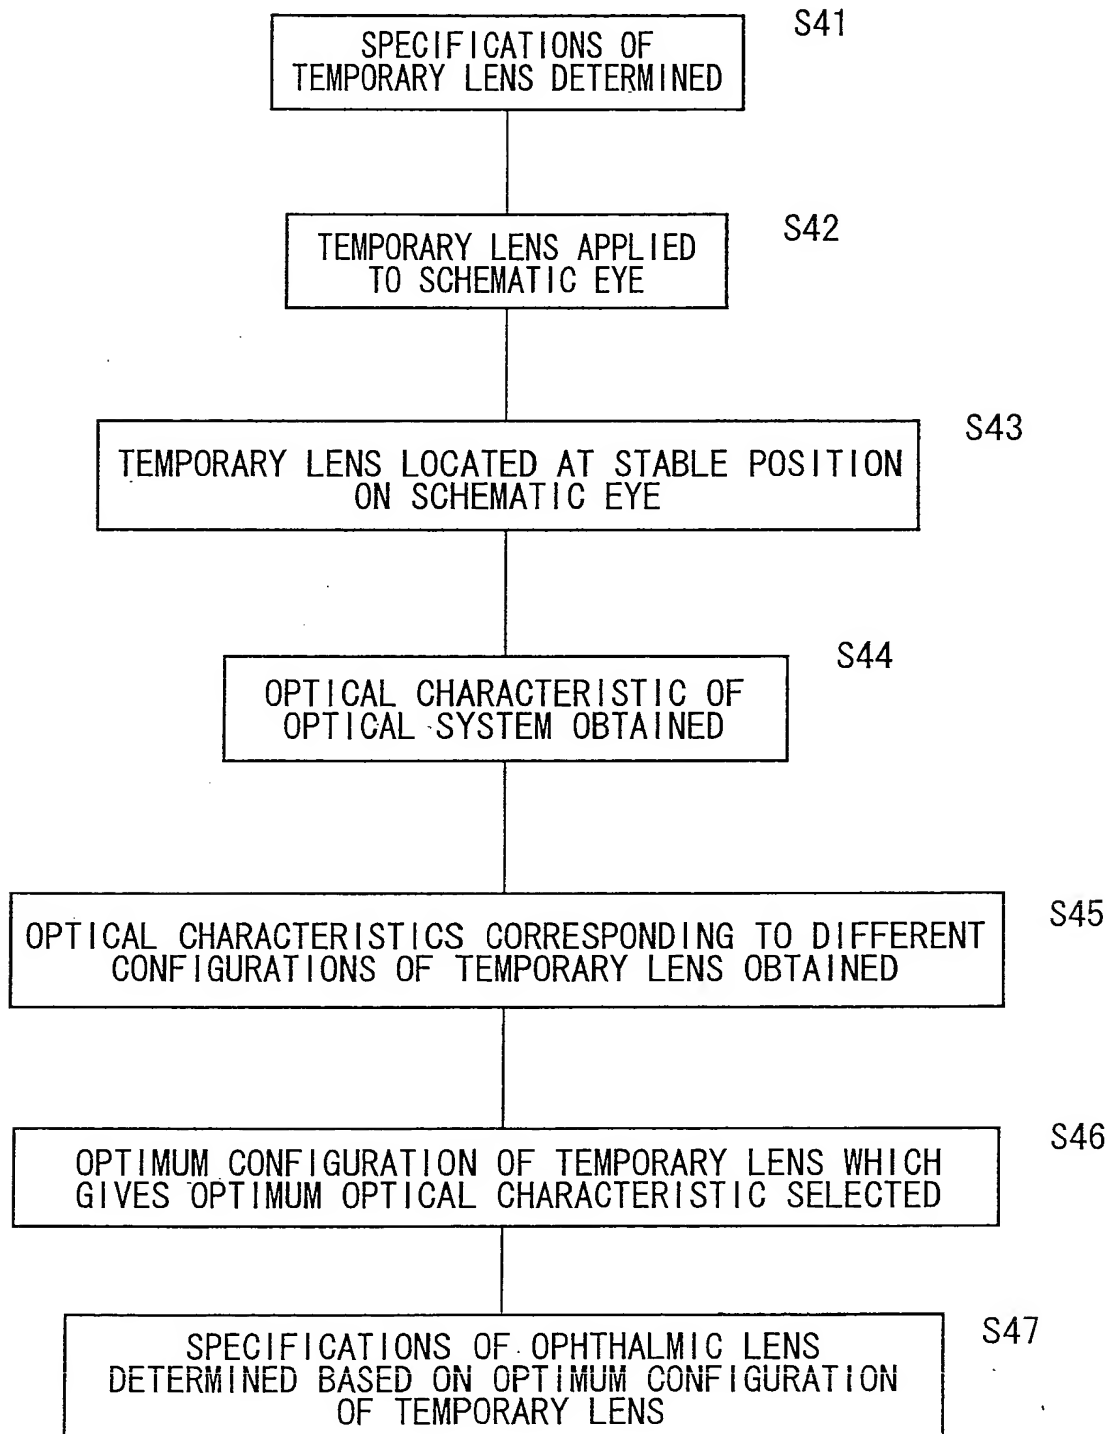 S41
SPECIFICATIONS OF
TEMPORARY LENS DETERMINED
S42
TEMPORARY LENS APPLIED
TO SCHEMATIC EYE
S43
TEMPORARY LENS LOCATED AT STABLE POSITION
ON SCHEMATIC EYE
S44
OPTICAL CHARACTERISTIC OF
OPTICAL SYSTEM OBTAINED
S45
OPTICAL CHARACTERISTICS CORRESPONDING TO DIFFERENT
CONFIGURATIONS OF TEMPORARY LENS OBTAINED
S46
OPTIMUM CONFIGURATION OF TEMPORARY LENS WHICH
GIVES OPTIMUM OPTICAL CHARACTERISTIC SELECTED
S47
SPECIFICATIONS OF OPHTHALMIC LENS
DETERMINED BASED ON OPTIMUM CONFIGURATION
OF TEMPORARY LENS